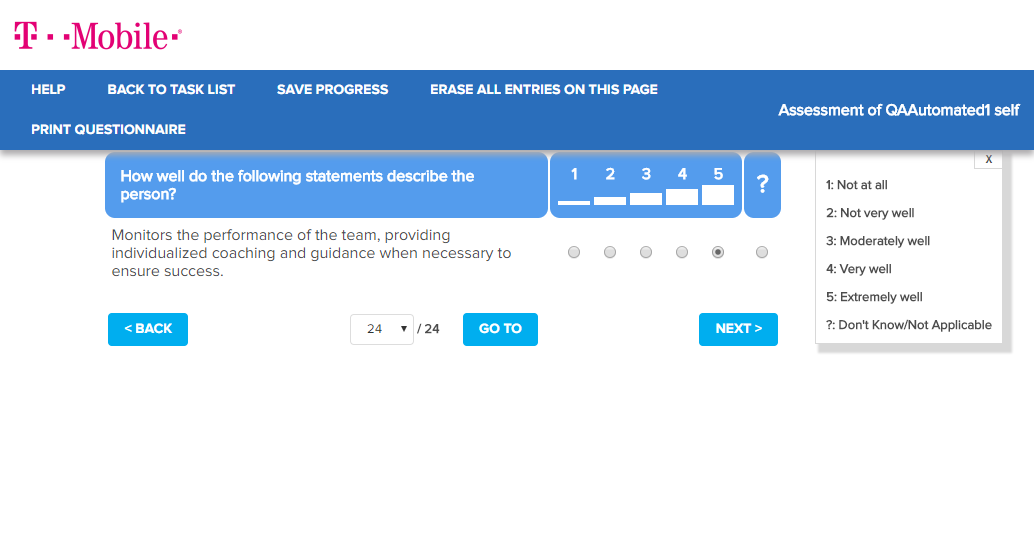 T··Mobile·®
HELP BACK TO TASK LIST SAVE PROGRESS ERASE ALL ENTRIES ON THIS PAGE
PRINT QUESTIONNAIRE
Assessment of QAAutomated1 self
How well do the following statements describe the
person?
1 2 3 4 5 ?
Monitors the performance of the team, providing
individualized coaching and guidance when necessary to
ensure success.
< BACK 24 ▼ / 24 GO TO NEXT >
X
1: Not at all
2: Not very well
3: Moderately well
4: Very well
5: Extremely well
?: Don't Know/Not Applicable